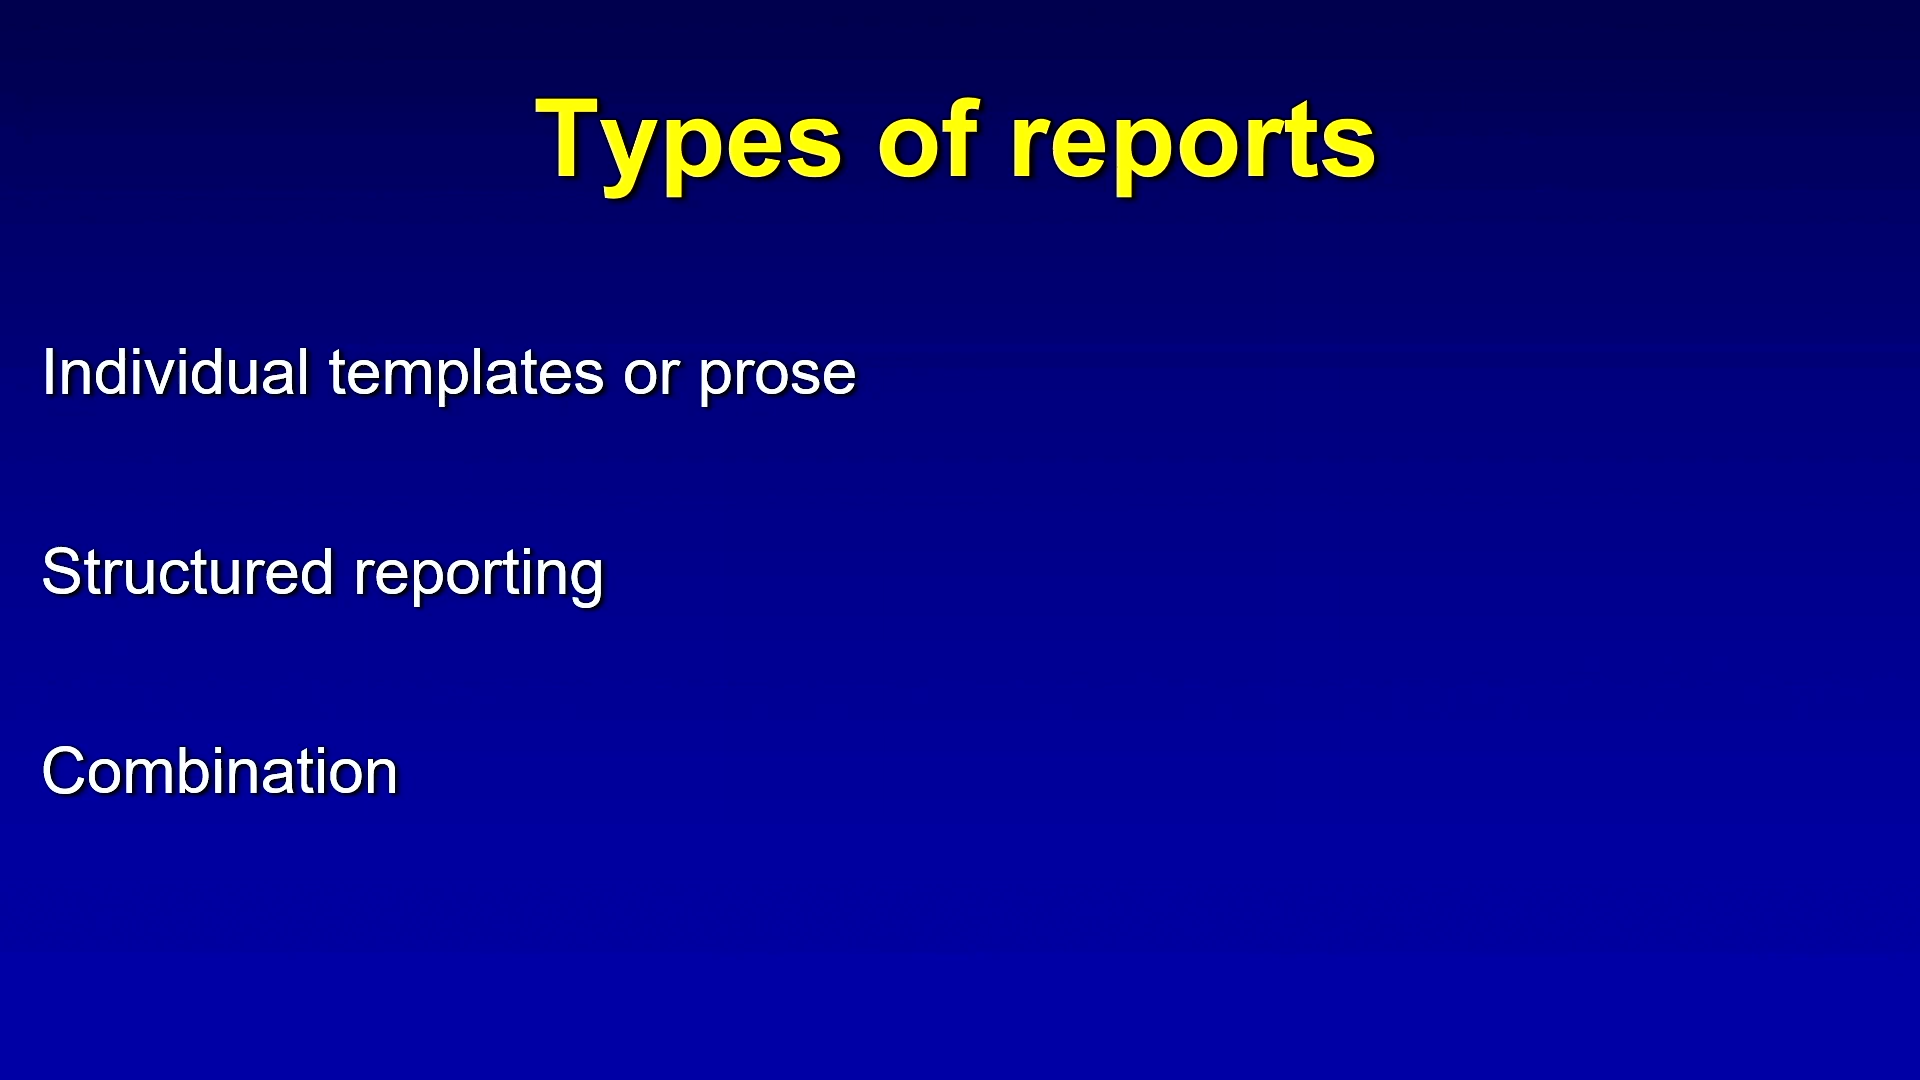 Types of reports
Individual templates or prose
Structured reporting
Combination